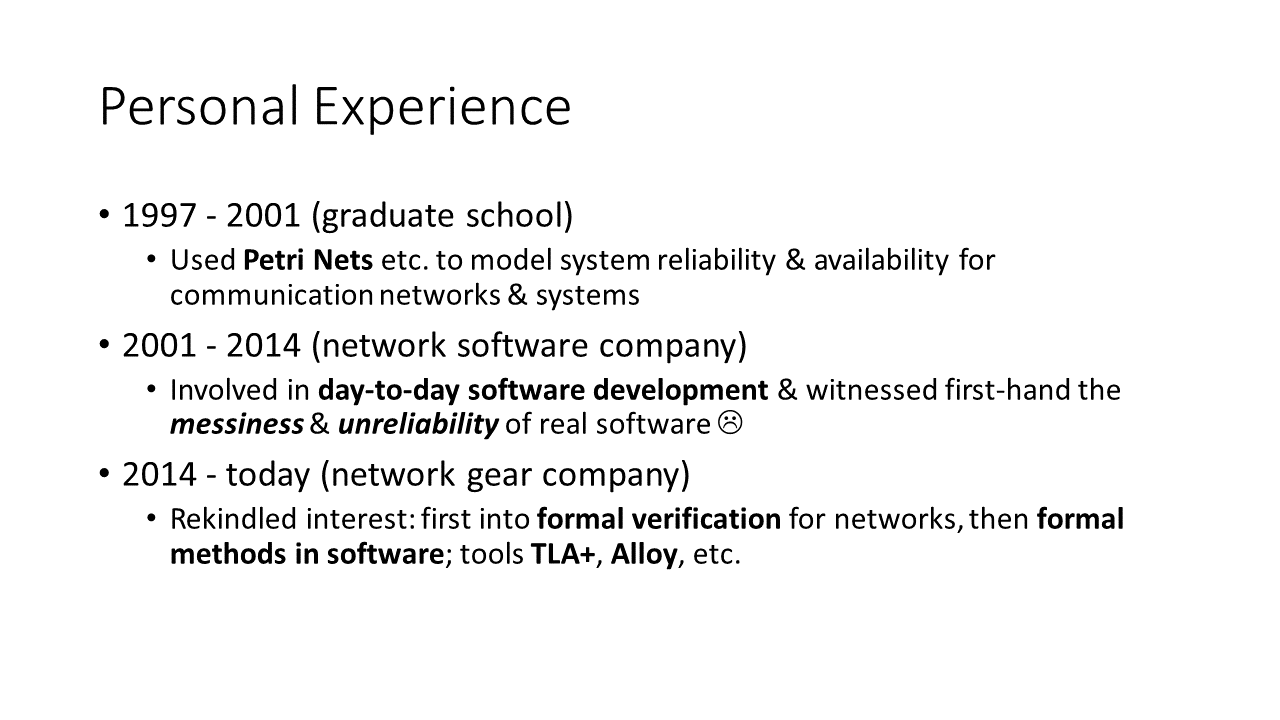 Personal Experience
• 1997 - 2001 (graduate school)
• Used Petri Nets etc. to model system reliability & availability for
communication networks & systems
• 2001 - 2014 (network software company)
• Involved in day-to-day software development & witnessed first-hand the
messiness & unreliability of real software ☹
• 2014 - today (network gear company)
• Rekindled interest: first into formal verification for networks, then formal
methods in software; tools TLA+, Alloy, etc.